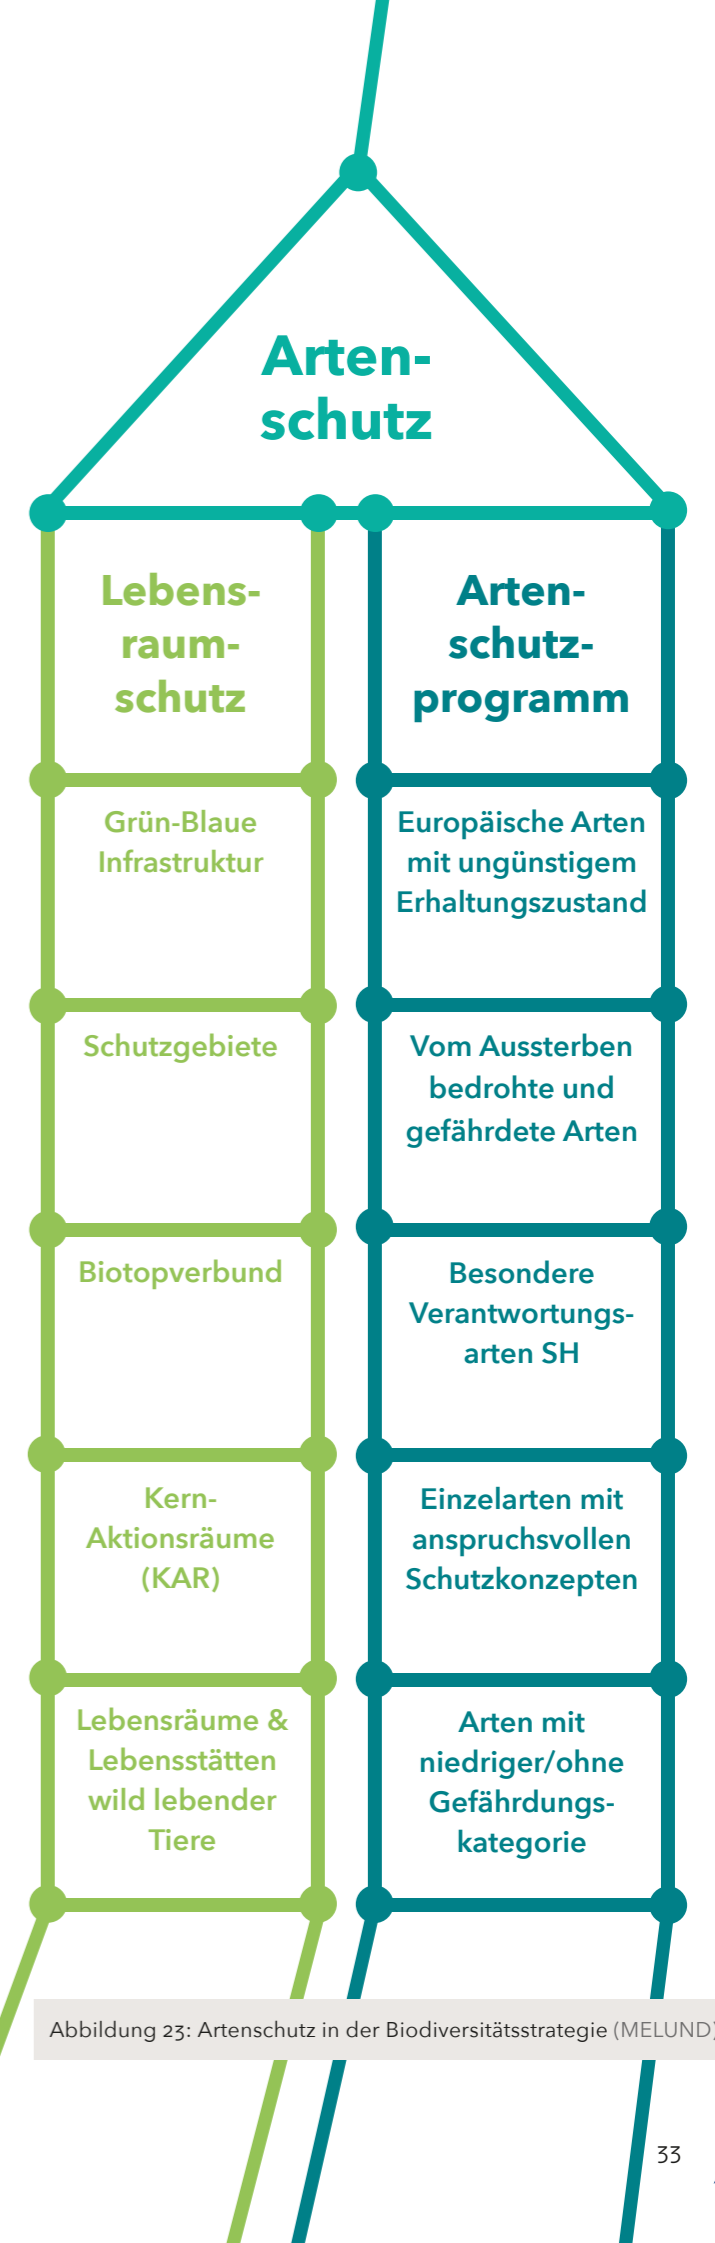 Arten-
schutz
Lebens-
raum-
schutz
Grün-Blaue
Infrastruktur
Schutzgebiete
Biotopverbund
Kern-
Aktionsräume
(KAR)
Lebensräume &
Lebensstätten
wild lebender
Tiere
Arten-
schutz-
programm
Europäische Arten
mit ungünstigem
Erhaltungszustand
Vom Aussterben
bedrohte und
gefährdete Arten
Besondere
Verantwortungs-
arten SH
Einzelarten mit
anspruchsvollen
Schutzkonzepten
Arten mit
niedriger/ohne
Gefährdungs-
kategorie
Abbildung 23: Artenschutz in der Biodiversitätsstrategie (MELUND)
33